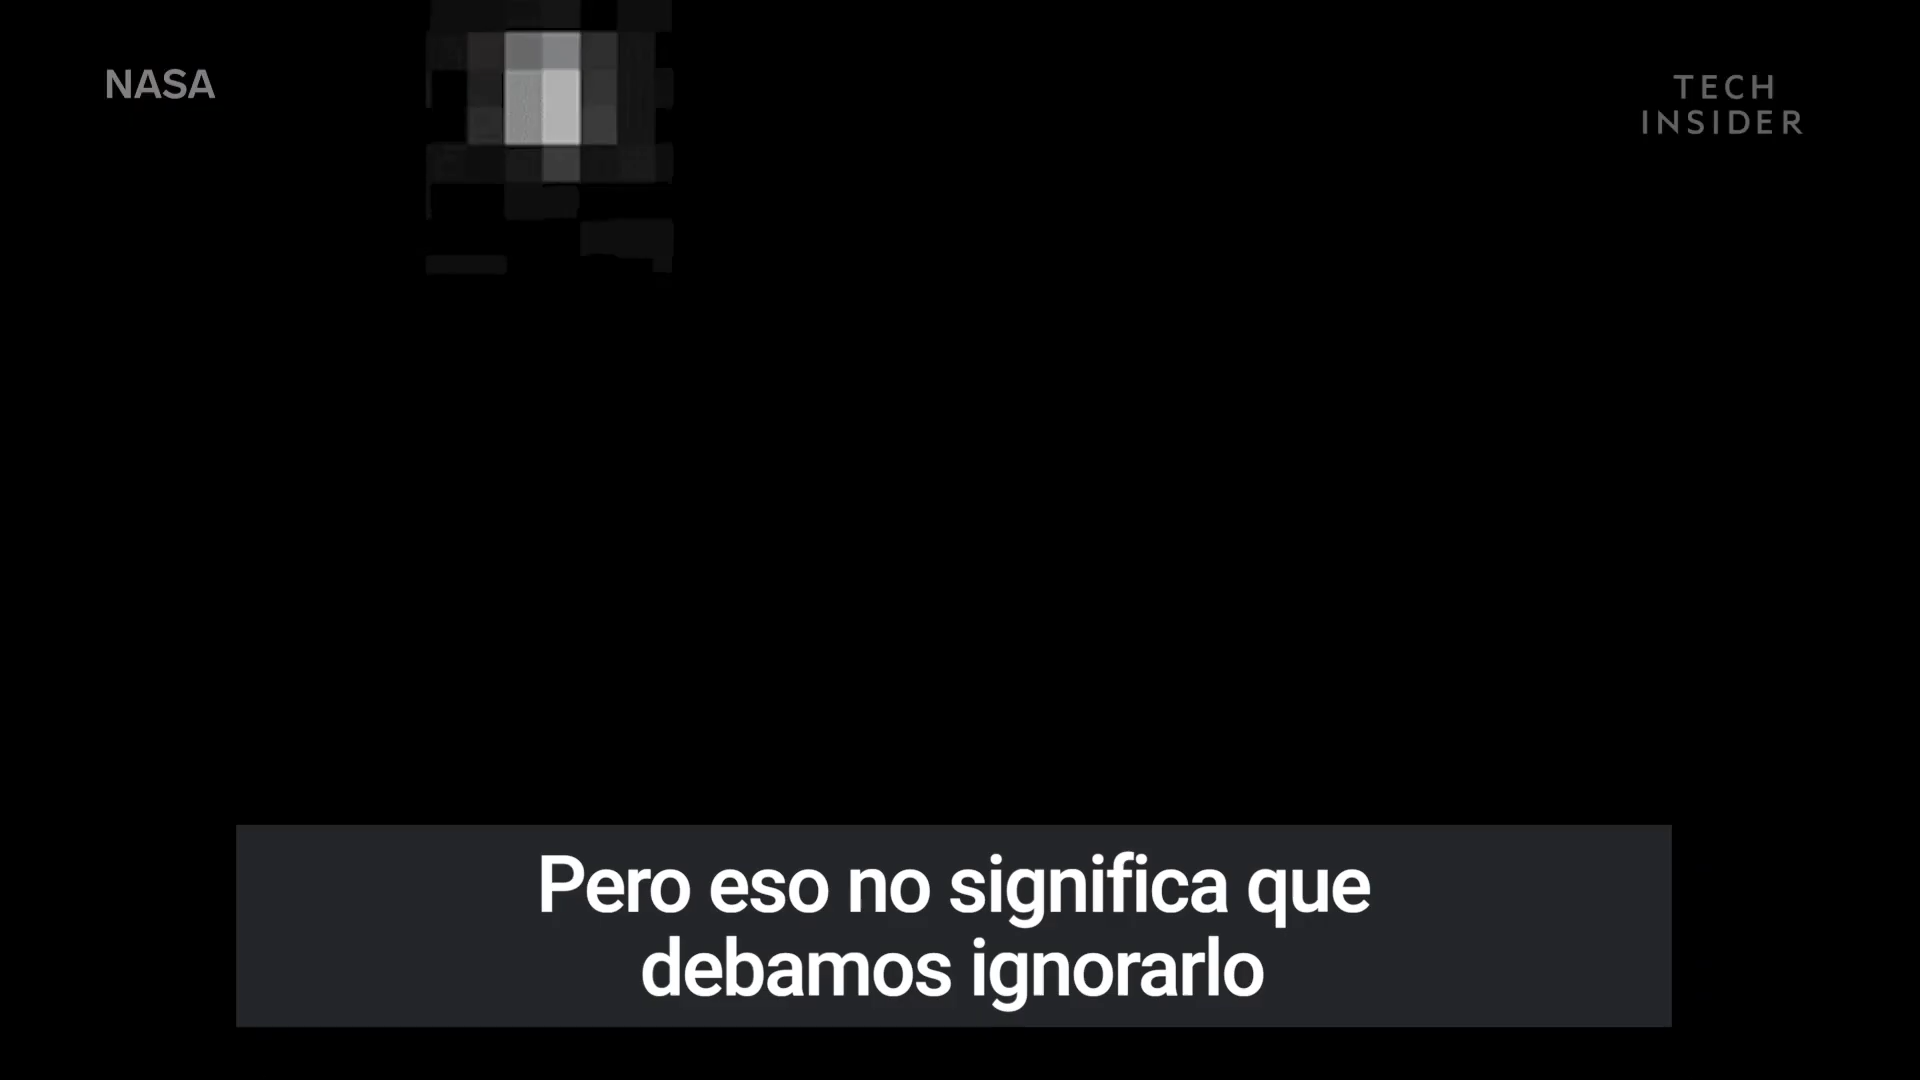 NASA
TECH
INSIDER
Pero eso no significa que
debamos ignorarlo